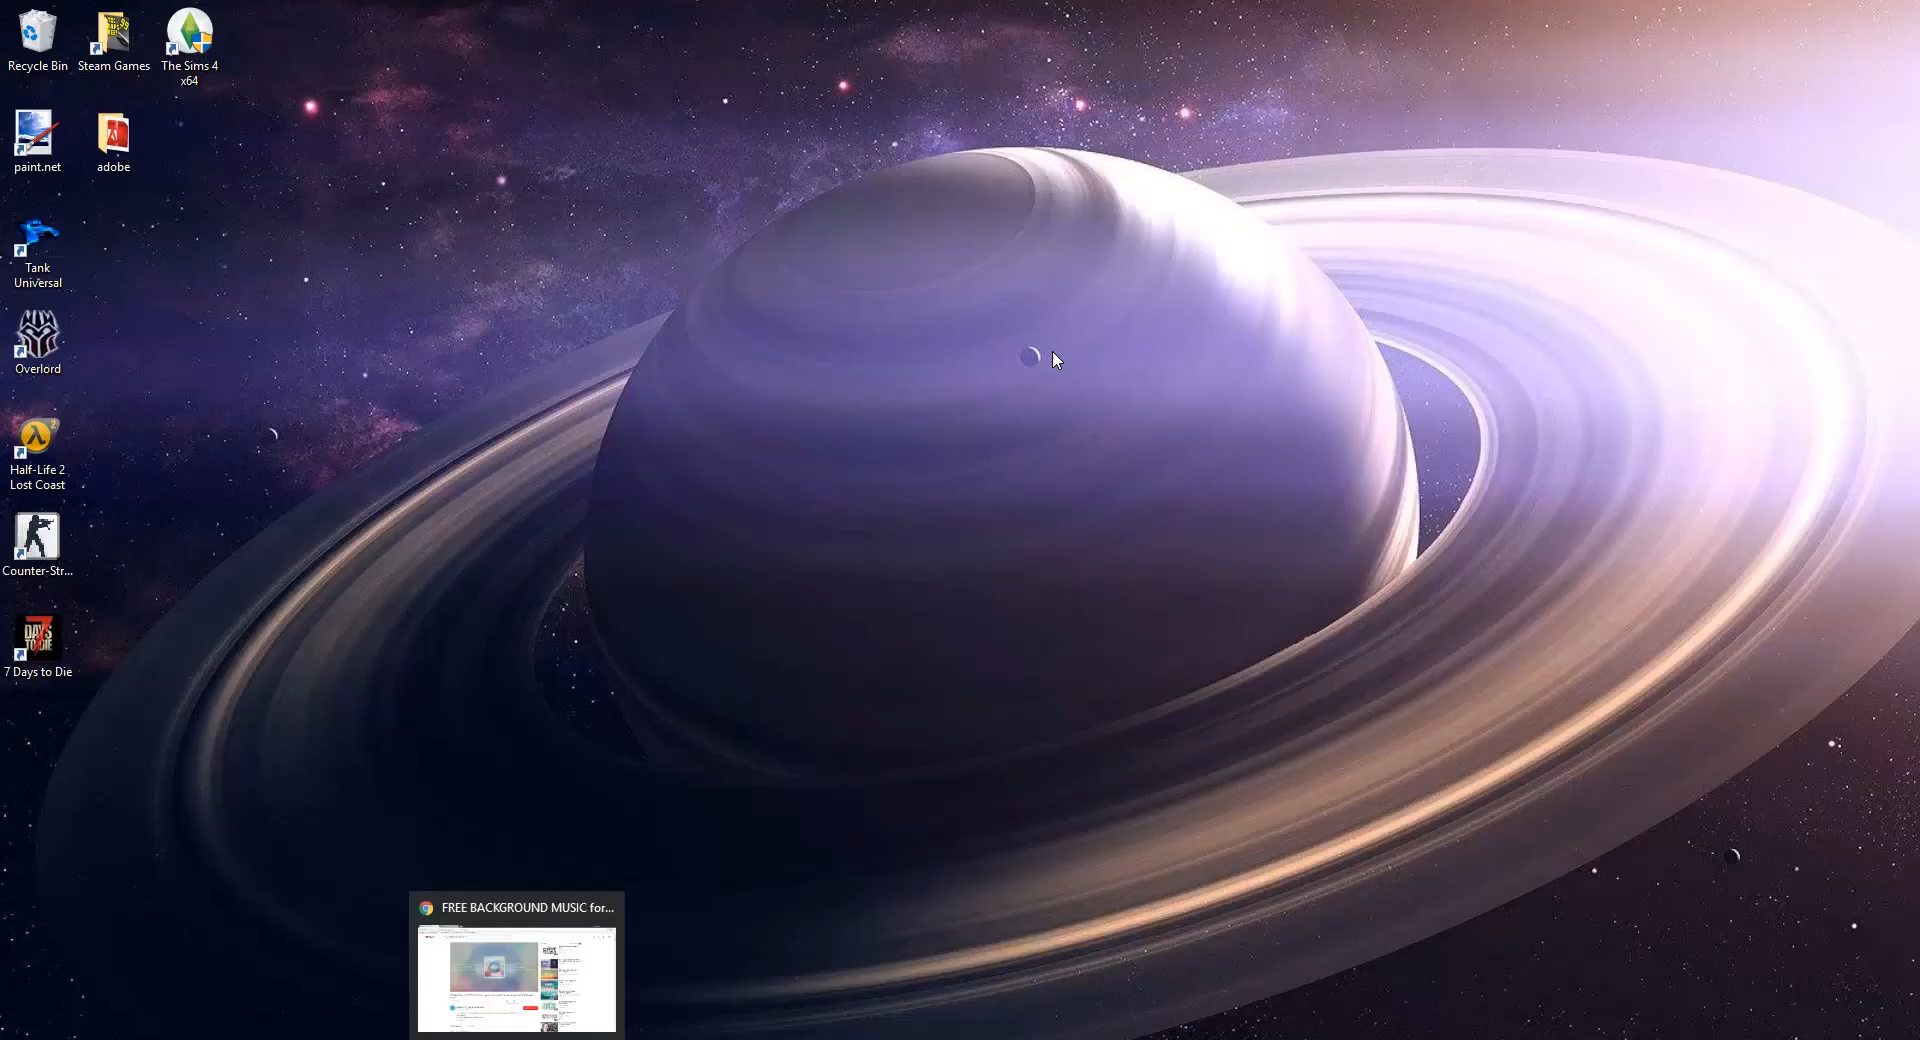 Recycle Bin
Steam Games
The Sims 4
x64
paint.net
adobe
Tank
Universal
Overlord
Half-Life 2
Lost Coast
Counter-Str...
7 Days to Die
FREE BACKGROUND MUSIC for...